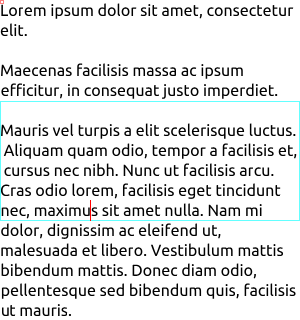 Lorem ipsum dolor sit amet, consectetur
elit.
Maecenas facilisis massa ac ipsum
efficitur, in consequat justo imperdiet.
Mauris vel turpis a elit scelerisque luctus.
Aliquam quam odio, tempor a facilisis et,
cursus nec nibh. Nunc ut facilisis arcu.
Cras odio lorem, facilisis eget tincidunt
nec, maximus sit amet nulla. Nam mi
dolor, dignissim ac eleifend ut,
malesuada et libero. Vestibulum mattis
bibendum mattis. Donec diam odio,
pellentesque sed bibendum quis, facilisis
ut mauris.